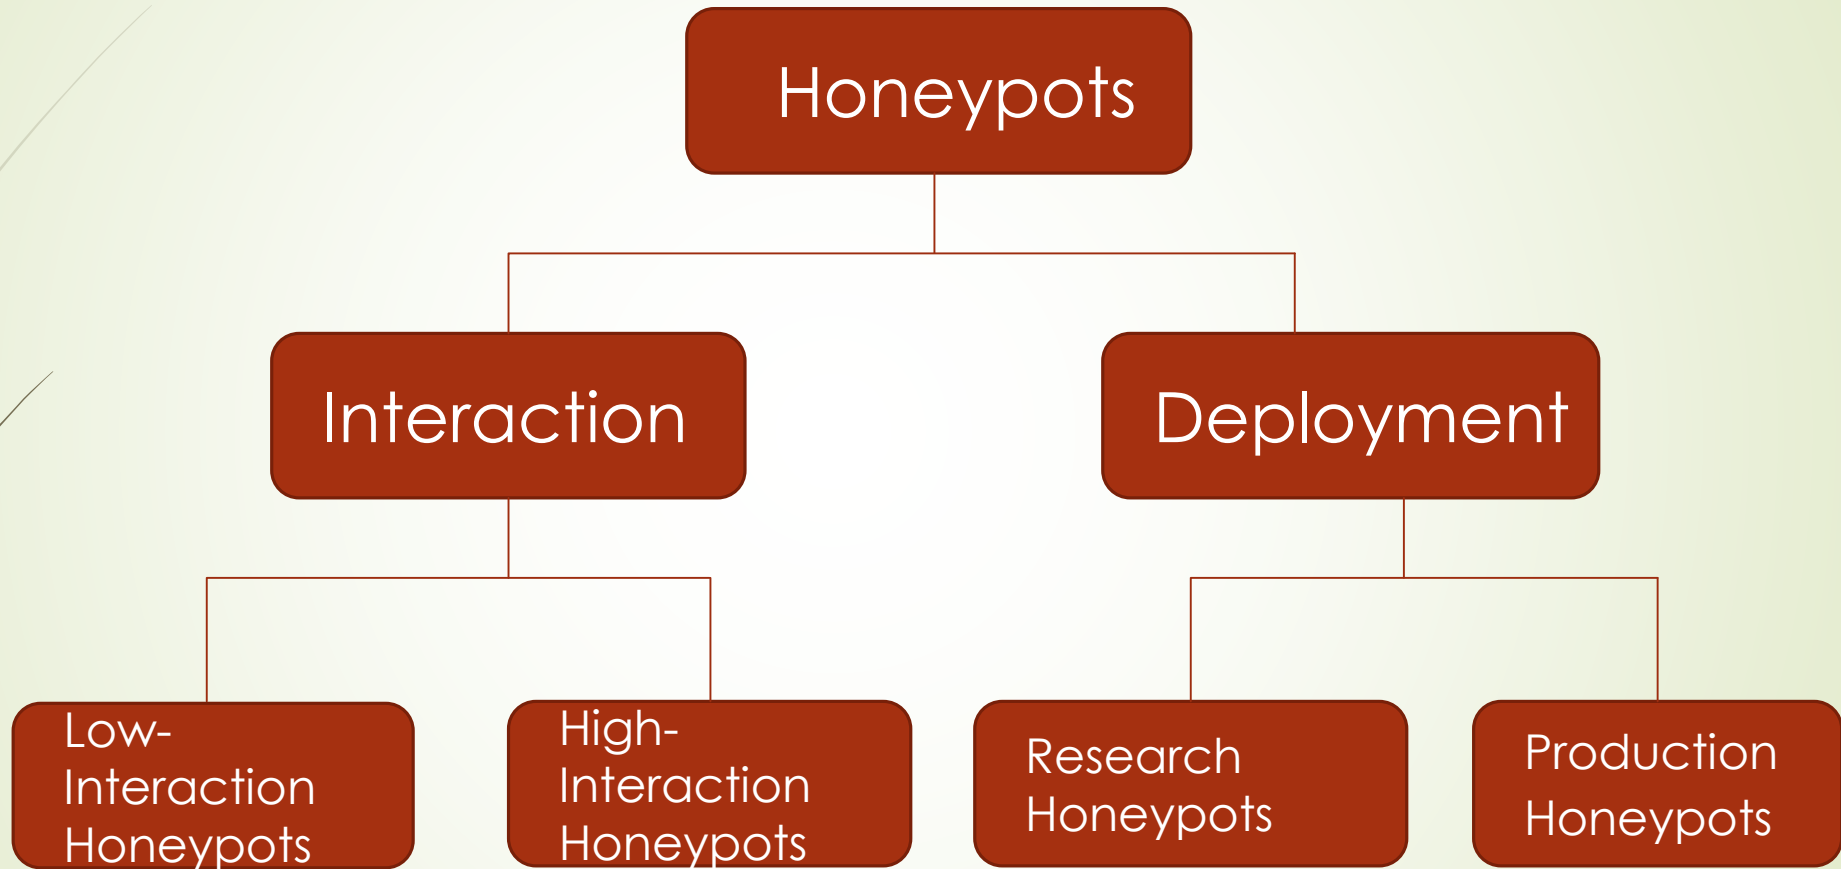 Honeypots
Interaction
Deployment
Low-
Interaction
Honeypots
High-
Interaction
Honeypots
Research
Honeypots
Production
Honeypots